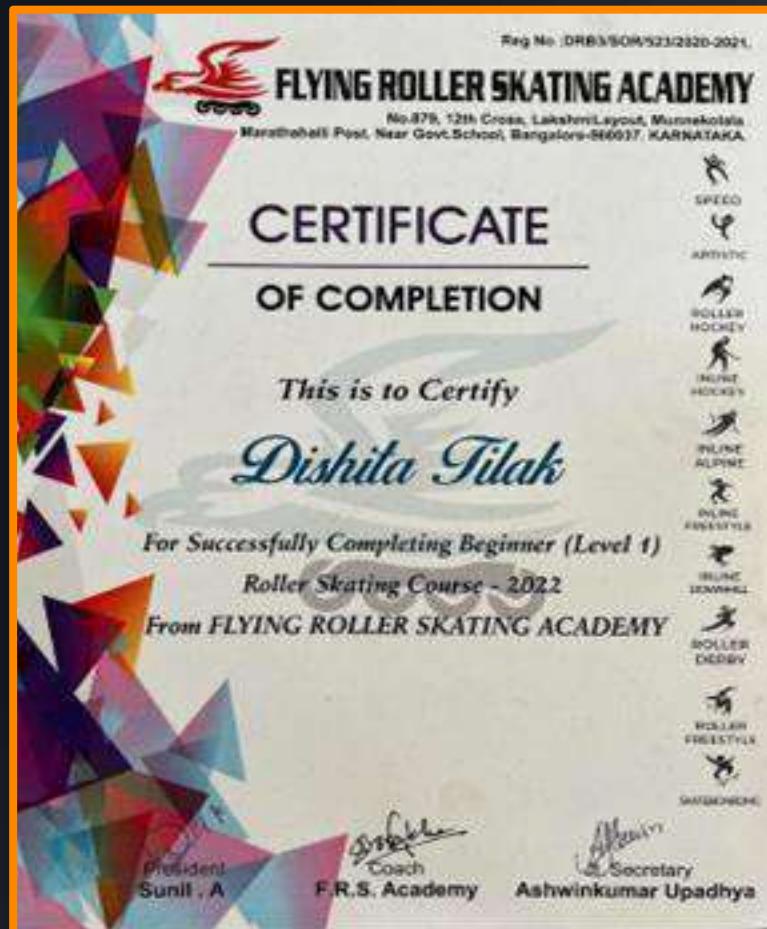 Reg No :DRB3/SOR/523/2020-2021,
FLYING ROLLER SKATING ACADEMY
No.879, 12th Cross, Lakshmi Layout, Munnekolala
Marathahalli Post, Near Govt.School, Bangalore-560037. KARNATAKA
CERTIFICATE
OF COMPLETION
This is to Certify
Dishita Tilak
For Successfully Completing Beginner (Level 1)
Roller Skating Course - 2022
From FLYING ROLLER SKATING ACADEMY
SPEED
ARTISTIC
ROLLER
HOCKEY
INLINE
HOCKEY
INLINE
ALPINE
INLINE
FREESTYLE
INLINE
DOWNHILL
ROLLER
DERBY
ROLLER
FREESTYLE
SKATEBOARDING
President
Sunil . A
Coach
F.R.S. Academy
Secretary
Ashwinkumar Upadhya